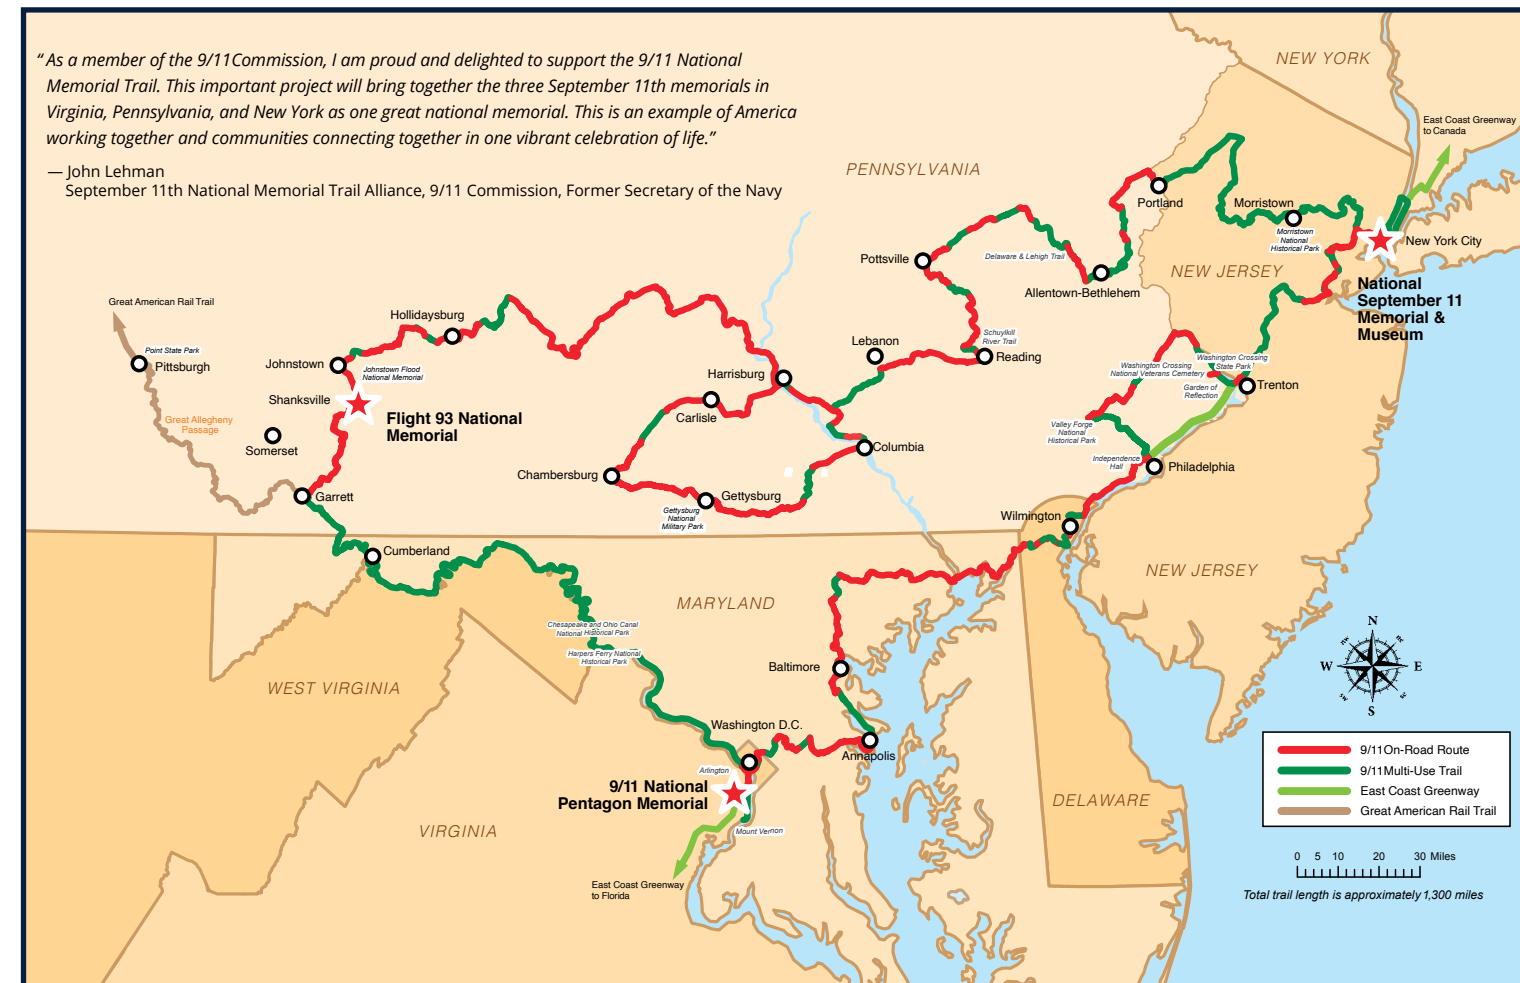 “ As a member of the 9/11Commission, I am proud and delighted to support the 9/11 National
Memorial Trail. This important project will bring together the three September 11th memorials in
Virginia, Pennsylvania, and New York as one great national memorial. This is an example of America
working together and communities connecting together in one vibrant celebration of life.”
— John Lehman
September 11th National Memorial Trail Alliance, 9/11 Commission, Former Secretary of the Navy
NEW YORK
East Coast Greenway
to Canada
PENNSYLVANIA
Portland
Morristown
Morristown
National
Historical Park
New York City
Pottsville
Delaware & Lehigh Trail
Allentown-Bethlehem
NEW JERSEY
National
September 11
Memorial &
Museum
Great American Rail Trail
Hollidaysburg
Point State Park
Pittsburgh
Johnstown
Johnstown Flood
National Memorial
Shanksville
Flight 93 National
Memorial
Great Allegheny
Passage
Somerset
Garrett
Harrisburg
Carlisle
Chambersburg
Gettysburg
Gettysburg
National
Military Park
Columbia
Lebanon
Schuylkill
River Trail
Reading
Washington Crossing
State Park
Washington Crossing
National Veterans Cemetery
Garden of
Reflection
Trenton
Valley Forge
National
Historical Park
Independence
Hall
Philadelphia
Wilmington
Cumberland
NEW JERSEY
MARYLAND
Chesapeake and Ohio Canal
National Historical Park
Harpers Ferry National
Historical Park
WEST VIRGINIA
Baltimore
Washington D.C.
Annapolis
Arlington
9/11 National
Pentagon Memorial
Mount Vernon
VIRGINIA
East Coast Greenway
to Florida
DELAWARE
N
NW
NE
W
E
SW
SE
S
9/11On-Road Route
9/11Multi-Use Trail
East Coast Greenway
Great American Rail Trail
0 5 10 20 30 Miles
Total trail length is approximately 1,300 miles